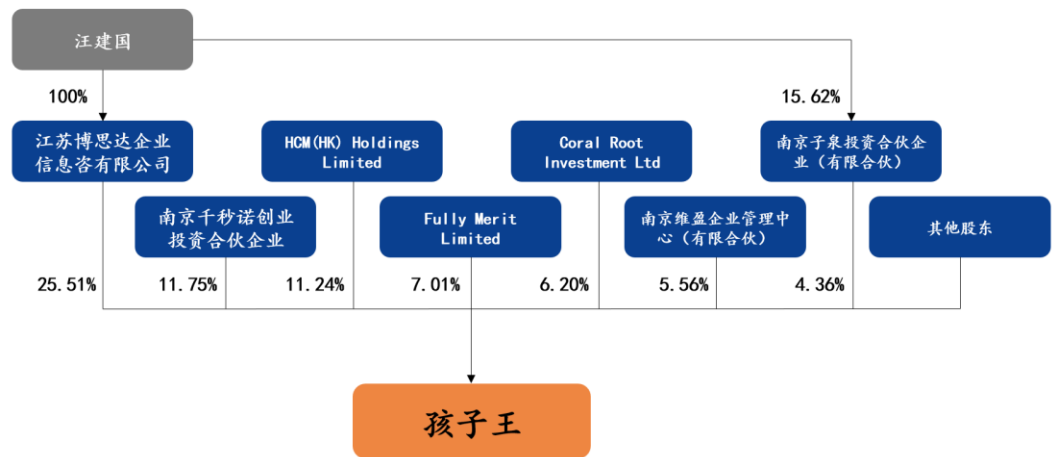 汪建国
100%
15.62%
江苏博思达企业
信息咨有限公司
HCM(HK) Holdings
Limited
Coral Root
Investment Ltd
南京子泉投资合伙企
业（有限合伙）
南京千秒诺创业
投资合伙企业
Fully Merit
Limited
南京维盈企业管理中
心（有限合伙）
其他股东
25.51%
11.75%
11.24%
7.01%
6.20%
5.56%
4.36%
孩子王